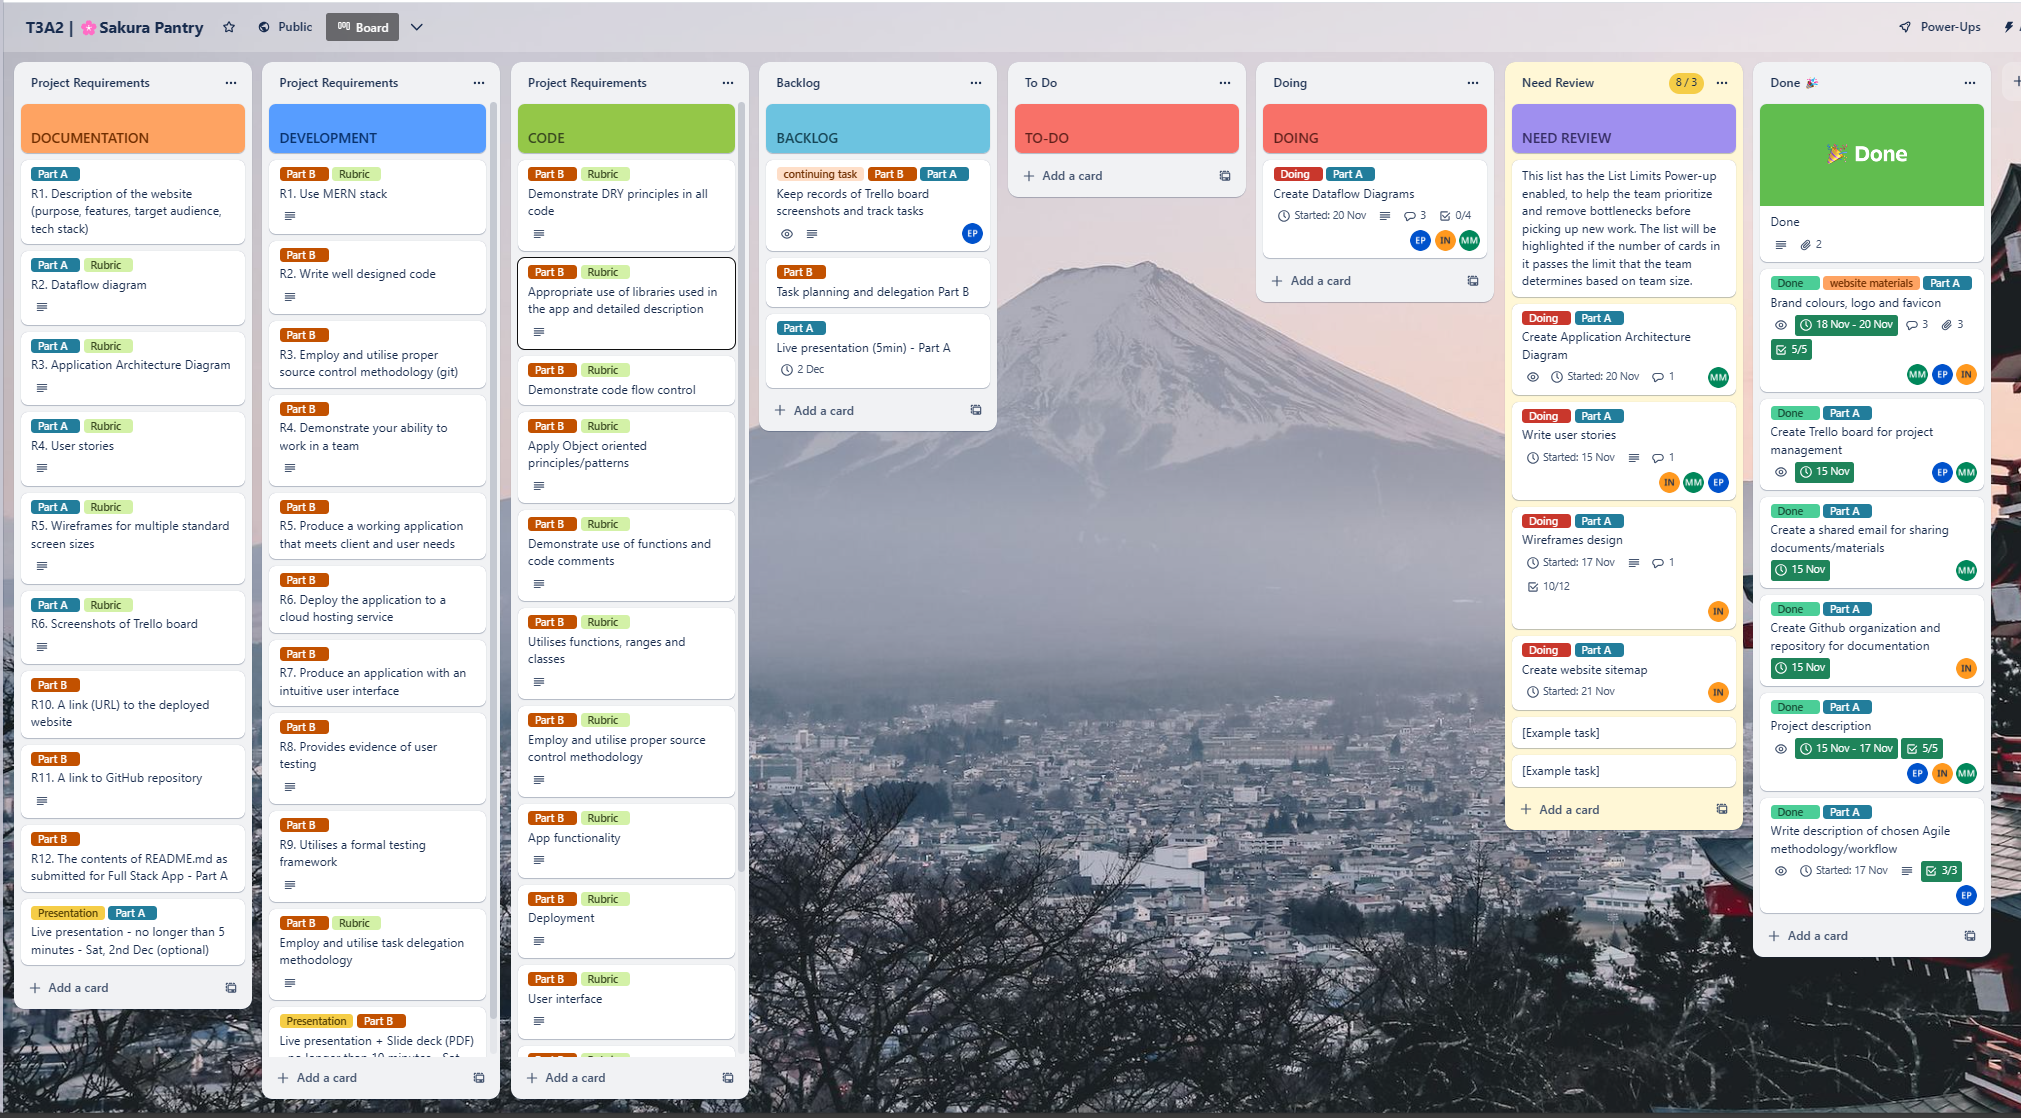 T3A2 | 🌸Sakura Pantry
Public
Board
Power-Ups
Project Requirements
DOCUMENTATION
Part A
R1. Description of the website
(purpose, features, target audience,
tech stack)
Part A Rubric
R2. Dataflow diagram
Part A Rubric
R3. Application Architecture Diagram
Part A Rubric
R4. User stories
Part A Rubric
R5. Wireframes for multiple standard
screen sizes
Part A Rubric
R6. Screenshots of Trello board
Part B
R10. A link (URL) to the deployed
website
Part B
R11. A link to GitHub repository
Part B
R12. The contents of README.md as
submitted for Full Stack App - Part A
Presentation Part A
Live presentation - no longer than 5
minutes - Sat, 2nd Dec (optional)
+ Add a card
Project Requirements
DEVELOPMENT
Part B Rubric
R1. Use MERN stack
Part B
R2. Write well designed code
Part B
R3. Employ and utilise proper
source control methodology (git)
Part B
R4. Demonstrate your ability to
work in a team
Part B
R5. Produce a working application
that meets client and user needs
Part B
R6. Deploy the application to a
cloud hosting service
Part B
R7. Produce an application with an
intuitive user interface
Part B
R8. Provides evidence of user
testing
Part B
R9. Utilises a formal testing
framework
Part B Rubric
Employ and utilise task delegation
methodology
Presentation Part B
Live presentation + Slide deck (PDF)
- no longer than 10 minutes - Sat,
+ Add a card
Project Requirements
CODE
Part B Rubric
Demonstrate DRY principles in all
code
Part B Rubric
Appropriate use of libraries used in
the app and detailed description
Part B Rubric
Demonstrate code flow control
Part B Rubric
Apply Object oriented
principles/patterns
Part B Rubric
Demonstrate use of functions and
code comments
Part B Rubric
Utilises functions, ranges and
classes
Part B Rubric
Employ and utilise proper source
control methodology
Part B Rubric
App functionality
Part B Rubric
Deployment
Part B Rubric
User interface
+ Add a card
Backlog
BACKLOG
continuing task Part B Part A
Keep records of Trello board
screenshots and track tasks
EP
Part B
Task planning and delegation Part B
Part A
Live presentation (5min) - Part A
2 Dec
+ Add a card
To Do
TO-DO
+ Add a card
Doing
DOING
Doing Part A
Create Dataflow Diagrams
Started: 20 Nov 3 0/4
EP IN MM
+ Add a card
Need Review 8 / 3
NEED REVIEW
This list has the List Limits Power-up
enabled, to help the team prioritize
and remove bottlenecks before
picking up new work. The list will be
highlighted if the number of cards in
it passes the limit that the team
determines based on team size.
Doing Part A
Create Application Architecture
Diagram
Started: 20 Nov 1 MM
Doing Part A
Write user stories
Started: 15 Nov 1
IN MM EP
Doing Part A
Wireframes design
Started: 17 Nov 1
10/12
IN
Doing Part A
Create website sitemap
Started: 21 Nov IN
[Example task]
[Example task]
+ Add a card
Done 🎉
🎉 Done
Done
2
Done website materials Part A
Brand colours, logo and favicon
18 Nov - 20 Nov 3 3
5/5
MM EP IN
Done Part A
Create Trello board for project
management
15 Nov EP MM
Done Part A
Create a shared email for sharing
documents/materials
15 Nov MM
Done Part A
Create Github organization and
repository for documentation
15 Nov IN
Done Part A
Project description
15 Nov - 17 Nov 5/5
EP IN MM
Done Part A
Write description of chosen Agile
methodology/workflow
Started: 17 Nov 3/3
EP
+ Add a card